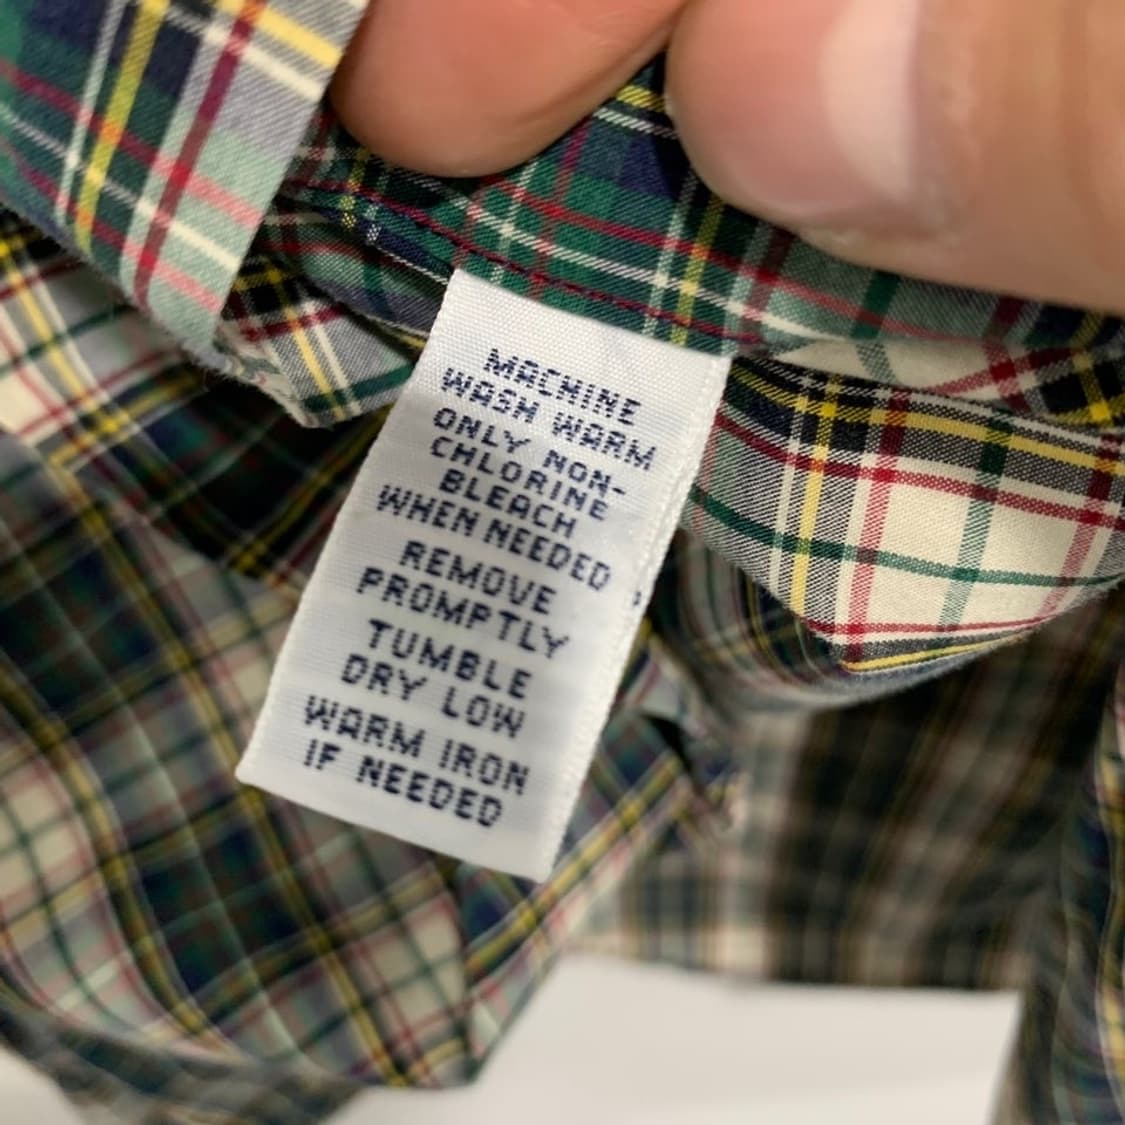 MACHINE
WASH WARM
ONLY NON-
CHLORINE
BLEACH
WHEN NEEDED
REMOVE
PROMPTLY
TUMBLE
DRY LOW
WARM IRON
IF NEEDED